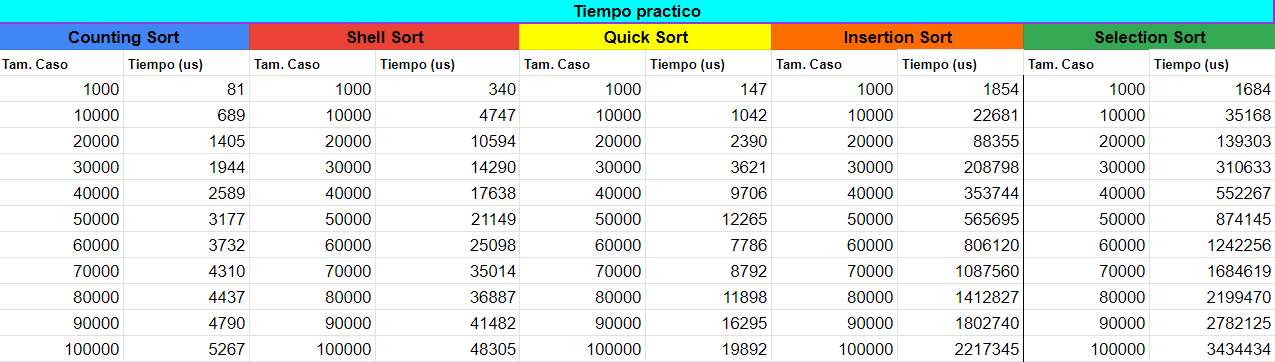 Tiempo practico
Counting Sort Shell Sort Quick Sort Insertion Sort Selection Sort
Tam. Caso Tiempo (us) Tam. Caso Tiempo (us) Tam. Caso Tiempo (us) Tam. Caso Tiempo (us) Tam. Caso Tiempo (us)
1000 81 1000 340 1000 147 1000 1854 1000 1684
10000 689 10000 4747 10000 1042 10000 22681 10000 35168
20000 1405 20000 10594 20000 2390 20000 88355 20000 139303
30000 1944 30000 14290 30000 3621 30000 208798 30000 310633
40000 2589 40000 17638 40000 9706 40000 353744 40000 552267
50000 3177 50000 21149 50000 12265 50000 565695 50000 874145
60000 3732 60000 25098 60000 7786 60000 806120 60000 1242256
70000 4310 70000 35014 70000 8792 70000 1087560 70000 1684619
80000 4437 80000 36887 80000 11898 80000 1412827 80000 2199470
90000 4790 90000 41482 90000 16295 90000 1802740 90000 2782125
100000 5267 100000 48305 100000 19892 100000 2217345 100000 3434434